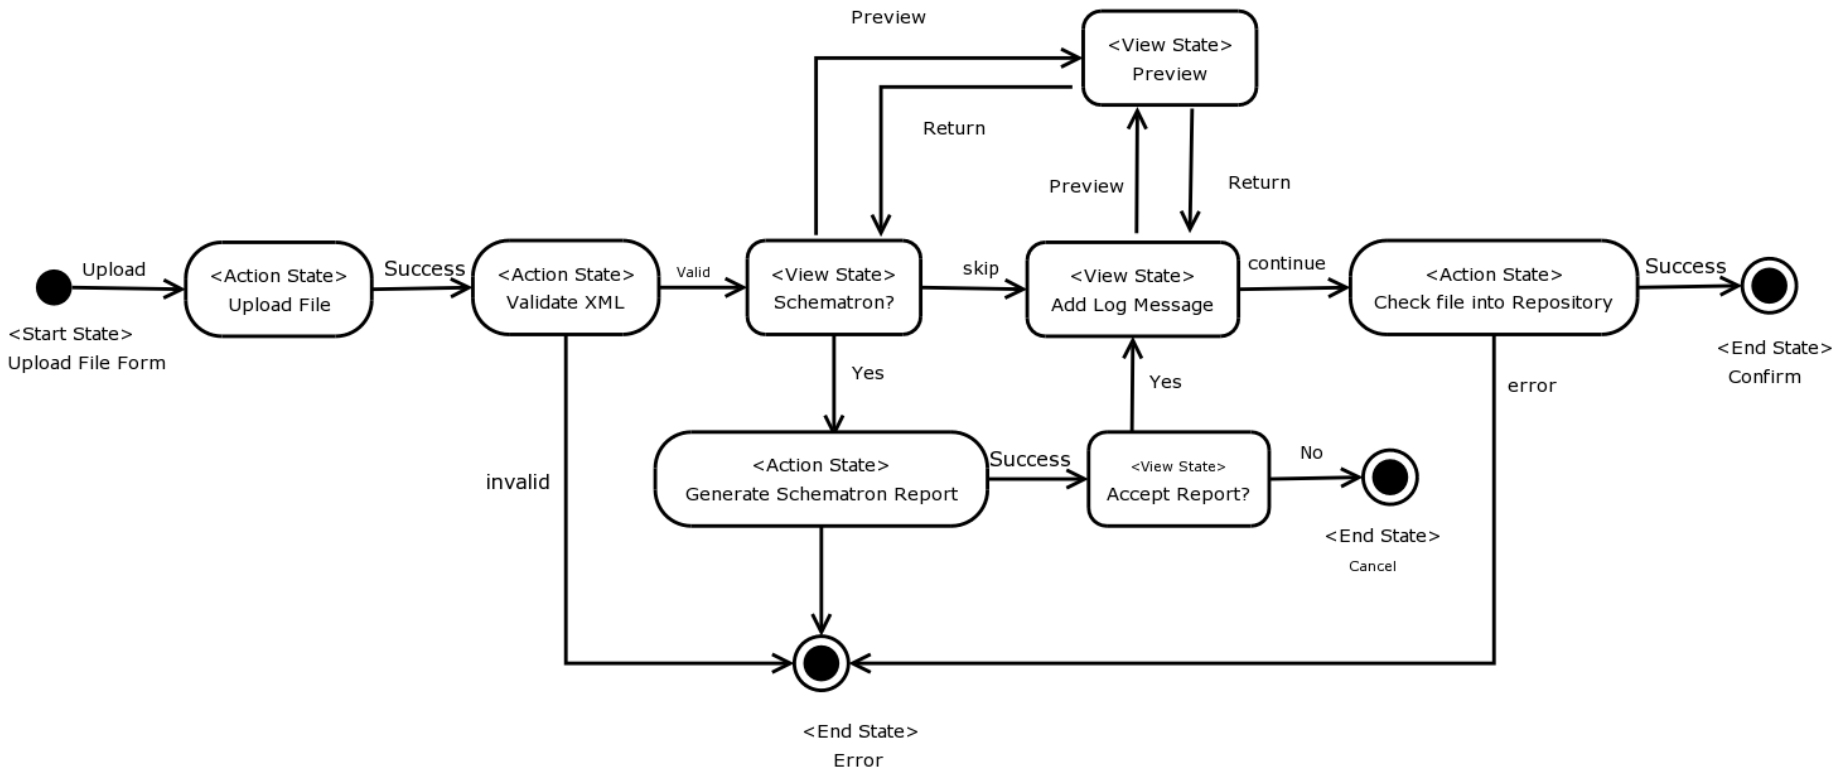 Preview
<View State>
Preview
Return
Preview
Return
Upload
<Start State>
Upload File Form
<Action State>
Upload File
Success
<Action State>
Validate XML
Valid
<View State>
Schematron?
skip
<View State>
Add Log Message
continue
<Action State>
Check file into Repository
Success
<End State>
Confirm
Yes
Yes
error
invalid
<Action State>
Generate Schematron Report
Success
<View State>
Accept Report?
No
<End State>
Cancel
<End State>
Error